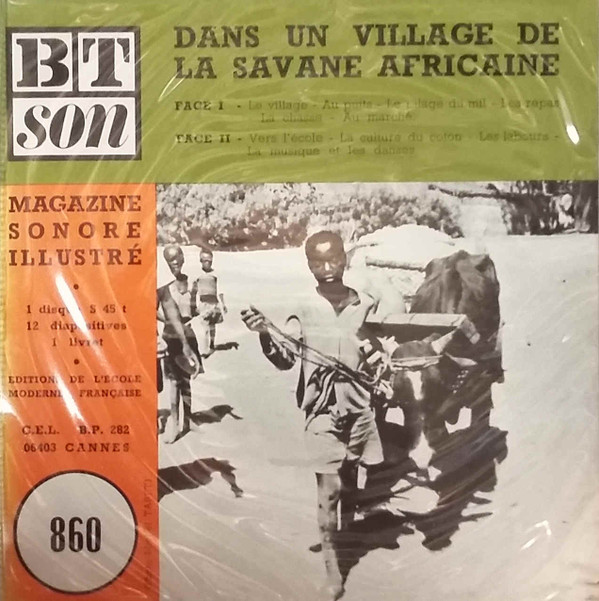 BT
son
DANS UN VILLAGE DE
LA SAVANE AFRICAINE
FACE I - Le village - Au puits - Le pilage du mil - Les repas
La chasse - Au marché
FACE II - Vers l'école - La culture du coton - Les labours -
La musique et les danses
MAGAZINE
SONORE
ILLUSTRÉ
1 disque S 45 t
12 diapositives
1 livret
EDITIONS DE L'ECOLE
MODERNE FRANÇAISE
C.E.L. B.P. 282
06403 CANNES
860